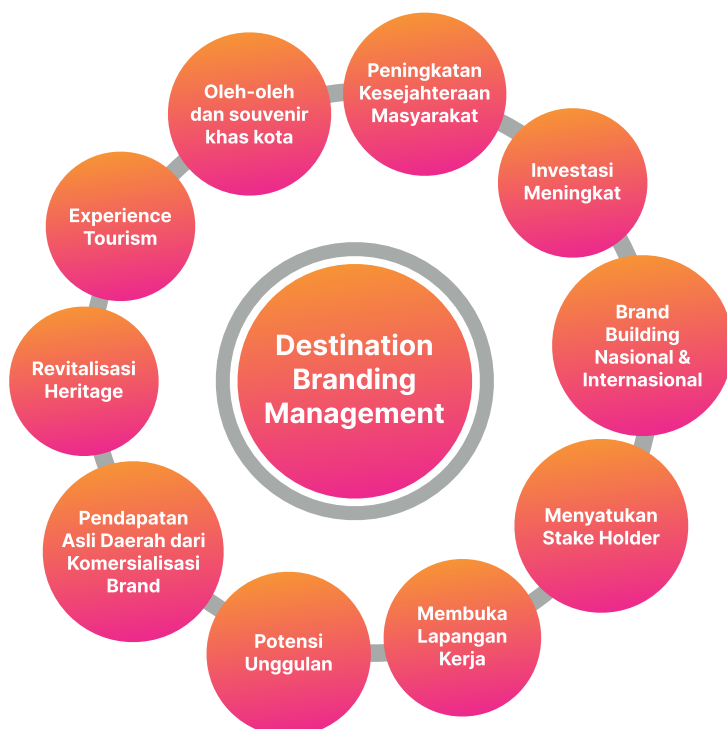 Destination
Branding
Management
Peningkatan
Kesejahteraan
Masyarakat
Investasi
Meningkat
Brand
Building
Nasional &
Internasional
Menyatukan
Stake Holder
Membuka
Lapangan
Kerja
Potensi
Unggulan
Pendapatan
Asli Daerah dari
Komersialisasi
Brand
Revitalisasi
Heritage
Experience
Tourism
Oleh-oleh
dan souvenir
khas kota